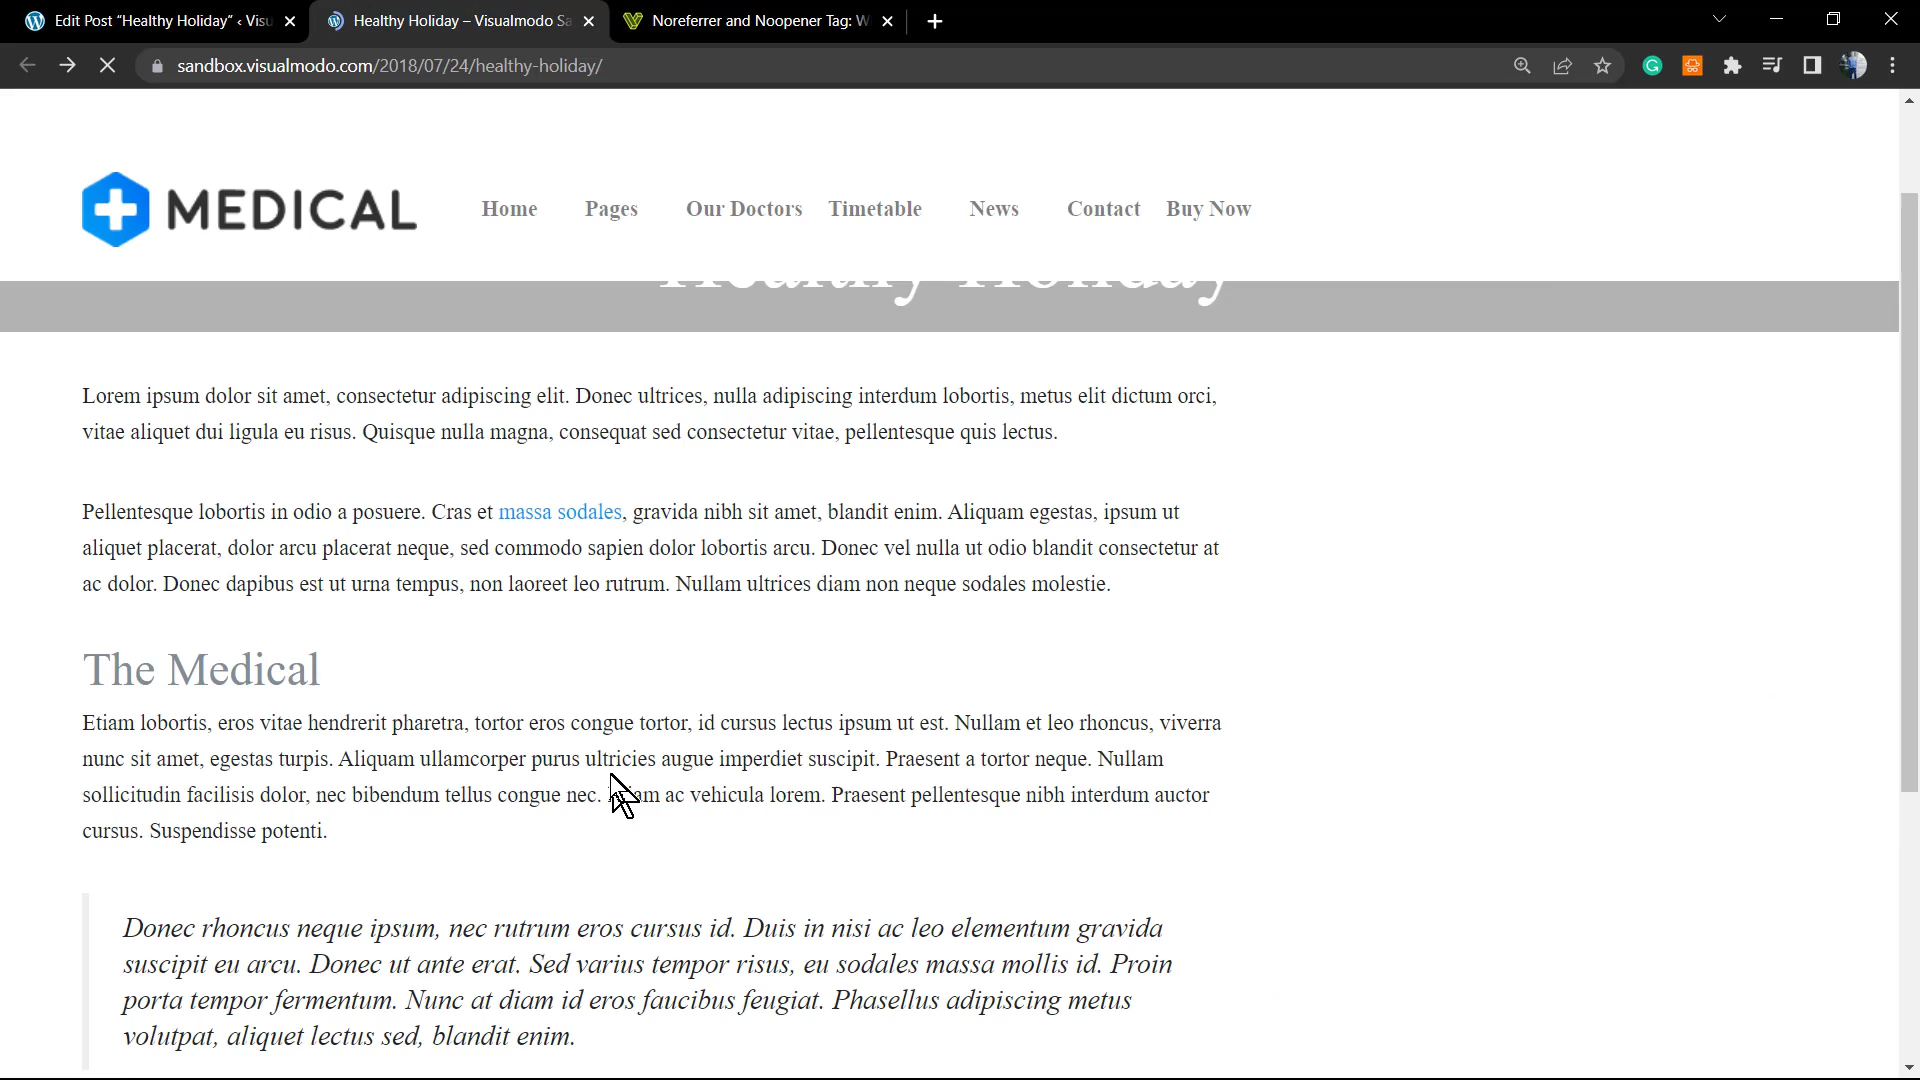 Edit Post “Healthy Holiday” ‹ Visu
Healthy Holiday – Visualmodo Sa
Noreferrer and Noopener Tag: W
sandbox.visualmodo.com/2018/07/24/healthy-holiday/
MEDICAL
Home Pages Our Doctors Timetable News Contact Buy Now
Healthy Holiday
Lorem ipsum dolor sit amet, consectetur adipiscing elit. Donec ultrices, nulla adipiscing interdum lobortis, metus elit dictum orci,
vitae aliquet dui ligula eu risus. Quisque nulla magna, consequat sed consectetur vitae, pellentesque quis lectus.
Pellentesque lobortis in odio a posuere. Cras et massa sodales, gravida nibh sit amet, blandit enim. Aliquam egestas, ipsum ut
aliquet placerat, dolor arcu placerat neque, sed commodo sapien dolor lobortis arcu. Donec vel nulla ut odio blandit consectetur at
ac dolor. Donec dapibus est ut urna tempus, non laoreet leo rutrum. Nullam ultrices diam non neque sodales molestie.
The Medical
Etiam lobortis, eros vitae hendrerit pharetra, tortor eros congue tortor, id cursus lectus ipsum ut est. Nullam et leo rhoncus, viverra
nunc sit amet, egestas turpis. Aliquam ullamcorper purus ultricies augue imperdiet suscipit. Praesent a tortor neque. Nullam
sollicitudin facilisis dolor, nec bibendum tellus congue nec. ac vehicula lorem. Praesent pellentesque nibh interdum auctor
cursus. Suspendisse potenti.
Donec rhoncus neque ipsum, nec rutrum eros cursus id. Duis in nisi ac leo elementum gravida
suscipit eu arcu. Donec ut ante erat. Sed varius tempor risus, eu sodales massa mollis id. Proin
porta tempor fermentum. Nunc at diam id eros faucibus feugiat. Phasellus adipiscing metus
volutpat, aliquet lectus sed, blandit enim.